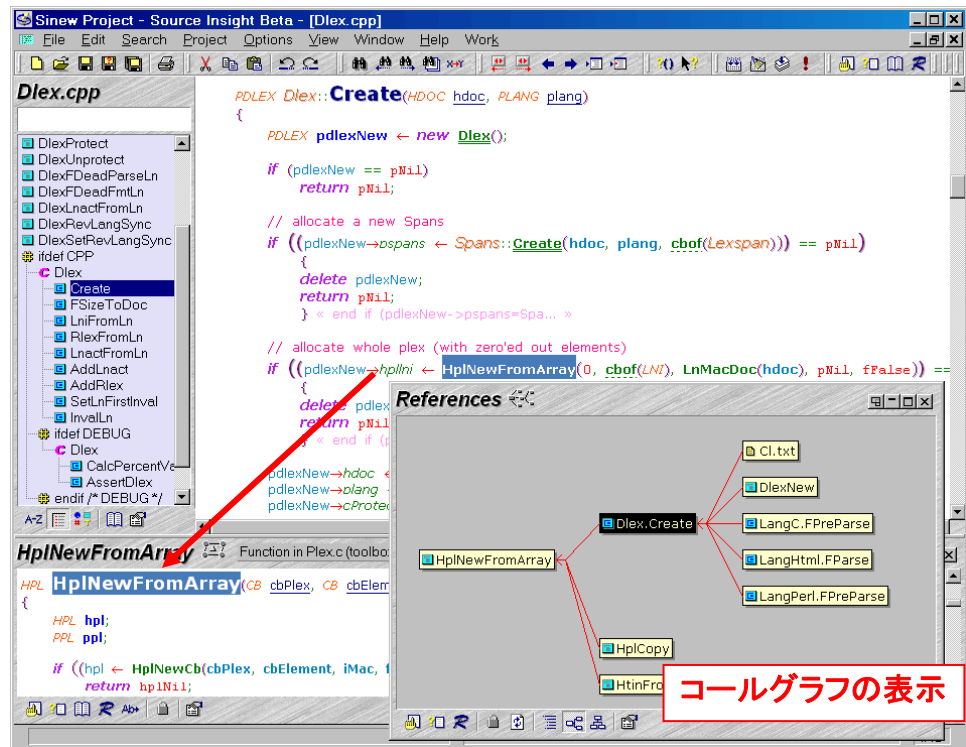 Sinew Project - Source Insight Beta - [Dlex.cpp]
File Edit Search Project Options View Window Help Work
Dlex.cpp
DlexProtect
DlexUnprotect
DlexFDeadParseLn
DlexFDeadFmtLn
DlexLnactFromLn
DlexRevLangSync
DlexSetRevLangSync
ifdef CPP
Dlex
Create
FSizeToDoc
LniFromLn
RlexFromLn
LnactFromLn
AddLnact
AddRlex
SetLnFirstInval
InvalLn
ifdef DEBUG
Dlex
CalcPercentVa
AssertDlex
endif /* DEBUG */
A-Z
PDLEX Dlex::Create(HDOC hdoc, PLANG plang)
{
PDLEX pdlexNew ← new Dlex();
if (pdlexNew == pNil)
return pNil;
// allocate a new Spans
if ((pdlexNew→pspans ← Spans::Create(hdoc, plang, cbof(Lexspan))) == pNil)
{
delete pdlexNew;
return pNil;
} « end if (pdlexNew->pspans=Spa... »
// allocate whole plex (with zero'ed out elements)
if ((pdlexNew→hplIni ← HplNewFromArray(0, cbof(LNI), LnMacDoc(hdoc), pNil, fFalse)) ==
{
delete pdlex
return pNil
} « end if (p
pdlexNew→hdoc ←
pdlexNew→plang ←
pdlexNew→cProtec
HplNewFromArray Function in Plex.c (toolbo
HPL HplNewFromArray(CB cbPlex, CB cbElem
{
HPL hpl;
PPL ppl;
if ((hpl ← HplNewCb(cbPlex, cbElement, iMac, f
return hplNil;
References
Cl.txt
DlexNew
Dlex.Create
LangC.FPreParse
HplNewFromArray
LangHtml.FParse
LangPerl.FPreParse
HplCopy
HtinFro
コールグラフの表示